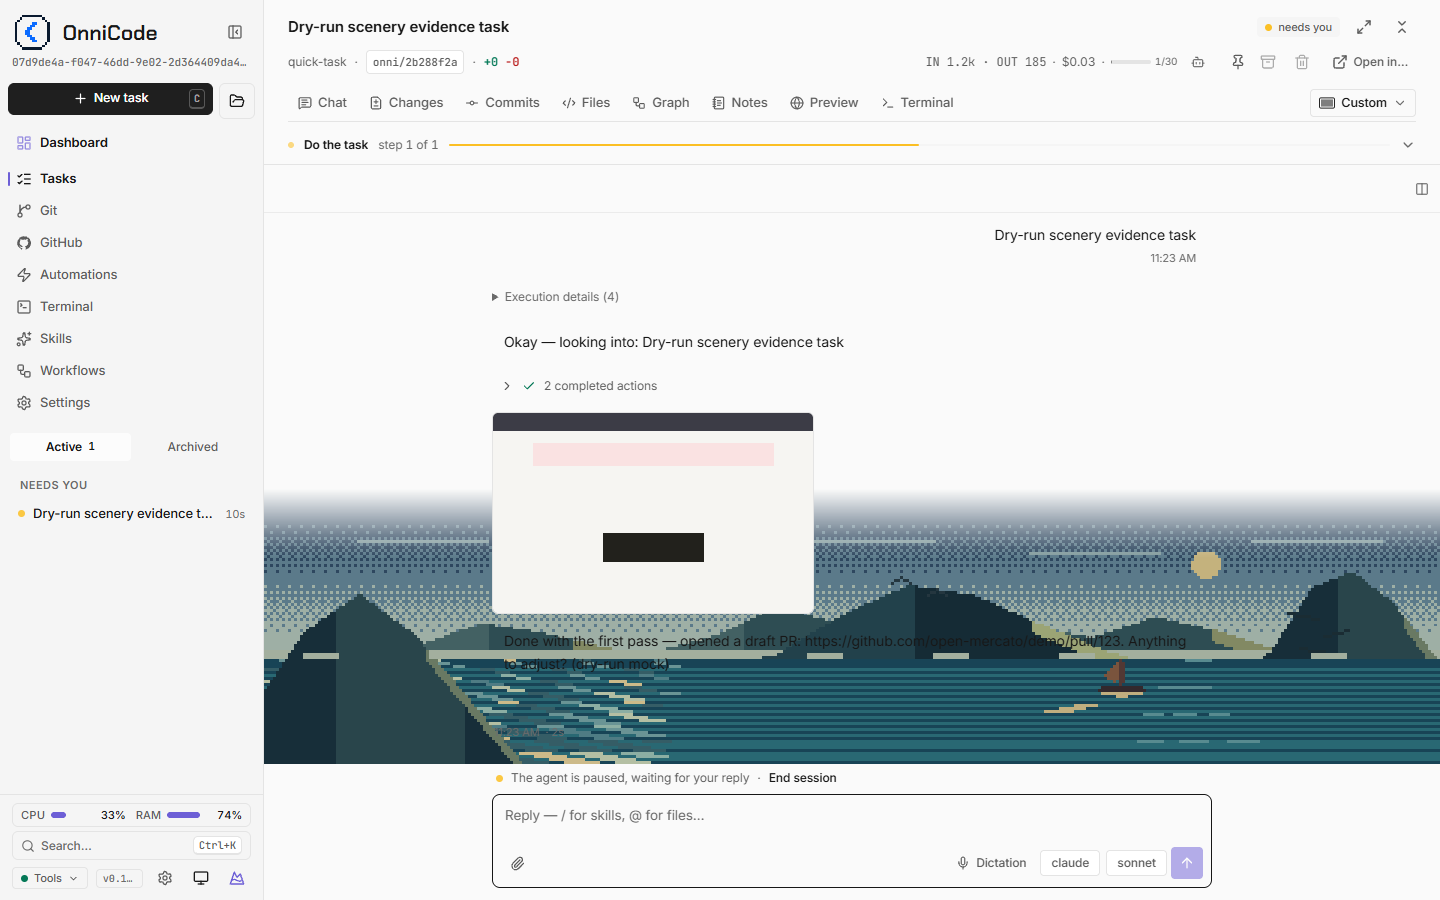 OnniCode
07d9de4a-f047-46dd-9e02-2d364409da4…
New task C
Dashboard
Tasks
Git
GitHub
Automations
Terminal
Skills
Workflows
Settings
Active 1 Archived
NEEDS YOU
Dry-run scenery evidence t… 10s
CPU 33% RAM 74%
Search... Ctrl+K
Tools v0.1…
Dry-run scenery evidence task
needs you
quick-task · onni/2b288f2a · +0 -0
IN 1.2k · OUT 185 · $0.03 · 1/30 Open in...
Chat Changes Commits Files Graph Notes Preview Terminal
Custom
Do the task step 1 of 1
Dry-run scenery evidence task
11:23 AM
Execution details (4)
Okay — looking into: Dry-run scenery evidence task
2 completed actions
Done with the first pass — opened a draft PR: https://github.com/open-mercato/demo/pull/123. Anything
to adjust? (dry-run mock)
11:23 AM
The agent is paused, waiting for your reply · End session
Reply — / for skills, @ for files...
Dictation claude sonnet